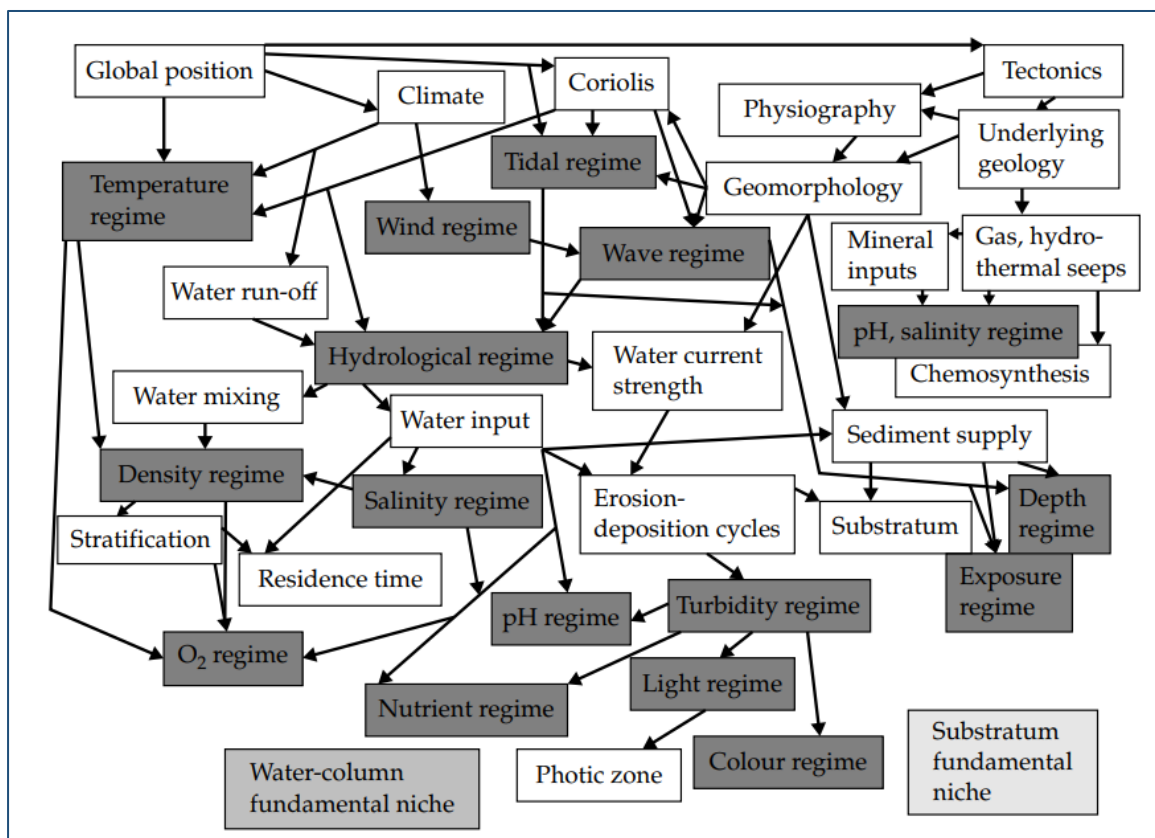 Global position
Climate
Coriolis
Tectonics
Physiography
Underlying
geology
Temperature
regime
Tidal regime
Geomorphology
Wind regime
Wave regime
Mineral
inputs
Gas, hydro-
thermal seeps
Water run-off
pH, salinity regime
Chemosynthesis
Hydrological regime
Water current
strength
Water mixing
Water input
Sediment supply
Density regime
Salinity regime
Erosion-
deposition cycles
Substratum
Depth
regime
Stratification
Residence time
Exposure
regime
pH regime
Turbidity regime
O₂ regime
Nutrient regime
Light regime
Photic zone
Colour regime
Water-column
fundamental niche
Substratum
fundamental
niche